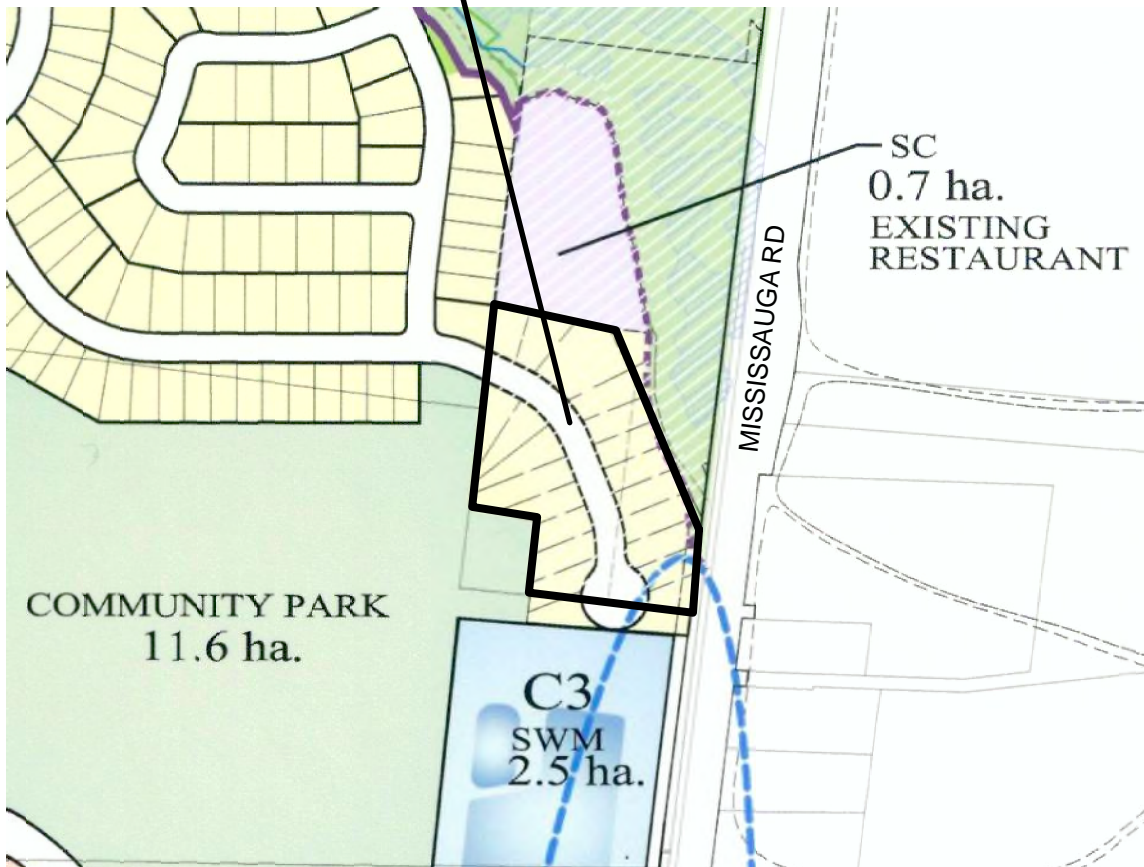 SC
0.7 ha.
EXISTING
RESTAURANT
MISSISSAUGA RD
COMMUNITY PARK
11.6 ha.
C3
SWM
2.5 ha.